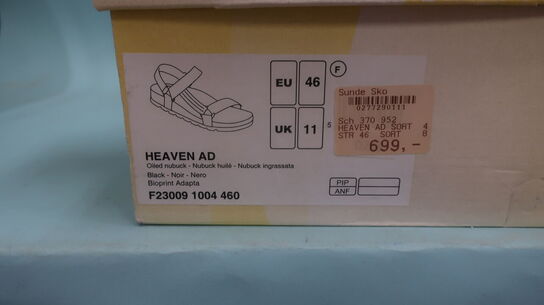 EU 46
F
UK 11 5
HEAVEN AD
Oiled nubuck - Nubuck huilé - Nubuck ingrassata
Black - Noir - Nero
Bioprint Adapta
F23009 1004 460
PIP
ANF
Sunde Sko
0277290111
Sch 370 952
HEAVEN AD SORT 4
STR 46 SORT 8
699,-